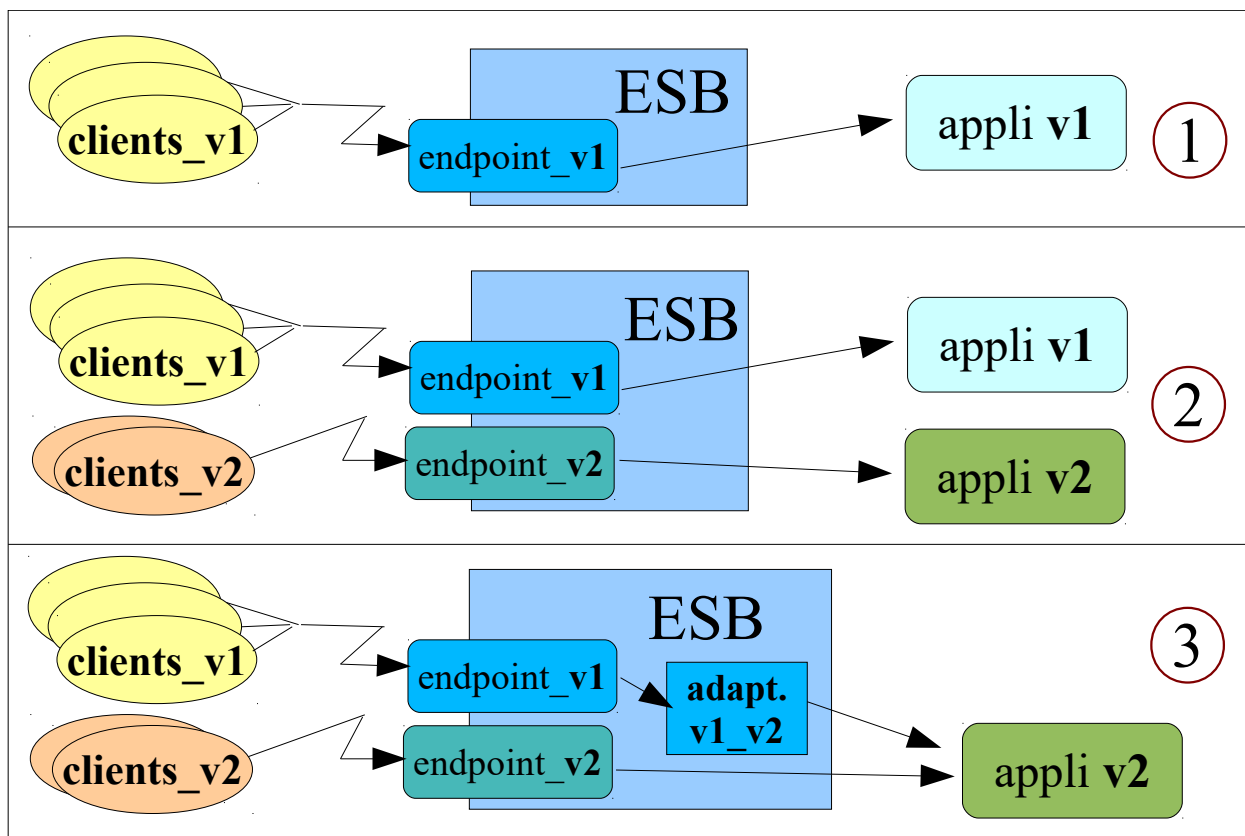 ESB
clients_v1
endpoint_v1
appli v1
1
ESB
clients_v1
endpoint_v1
appli v1
2
clients_v2
endpoint_v2
appli v2
ESB
3
clients_v1
endpoint_v1
adapt.
v1_v2
clients_v2
endpoint_v2
appli v2